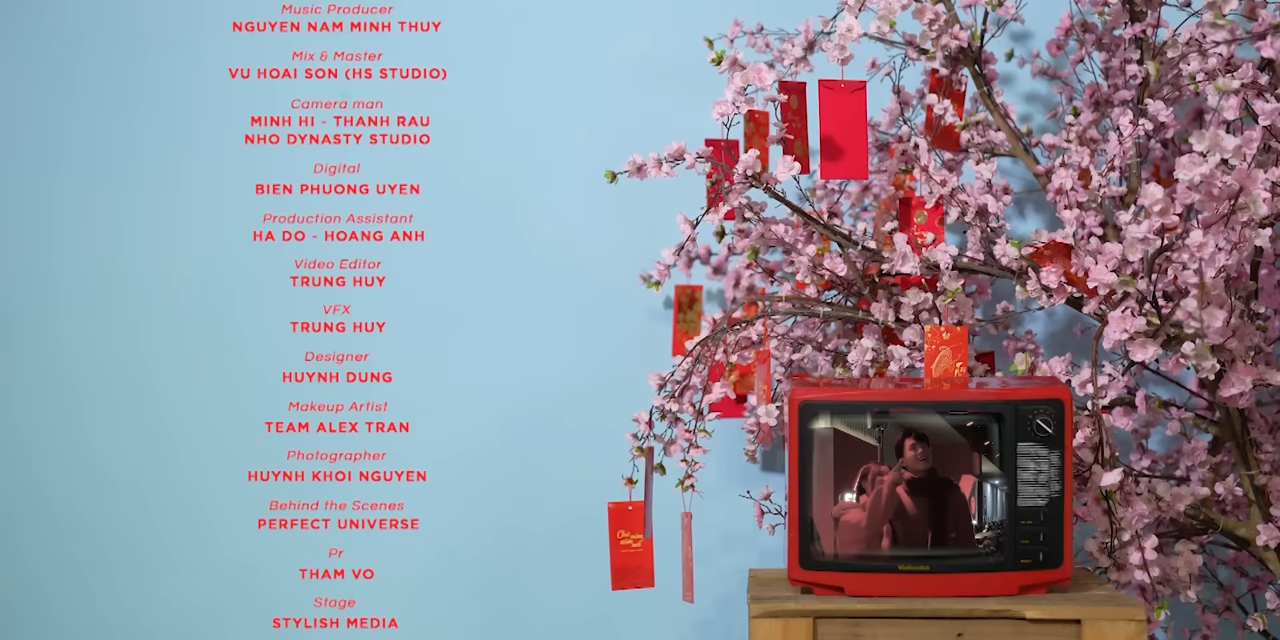 Music Producer
NGUYEN NAM MINH THUY
Mix & Master
VU HOAI SON (HS STUDIO)
Camera man
MINH HI - THANH RAU
NHO DYNASTY STUDIO
Digital
BIEN PHUONG UYEN
Production Assistant
HA DO - HOANG ANH
Video Editor
TRUNG HUY
VFX
TRUNG HUY
Designer
HUYNH DUNG
Makeup Artist
TEAM ALEX TRAN
Photographer
HUYNH KHOI NGUYEN
Behind the Scenes
PERFECT UNIVERSE
Pr
THAM VO
Stage
STYLISH MEDIA